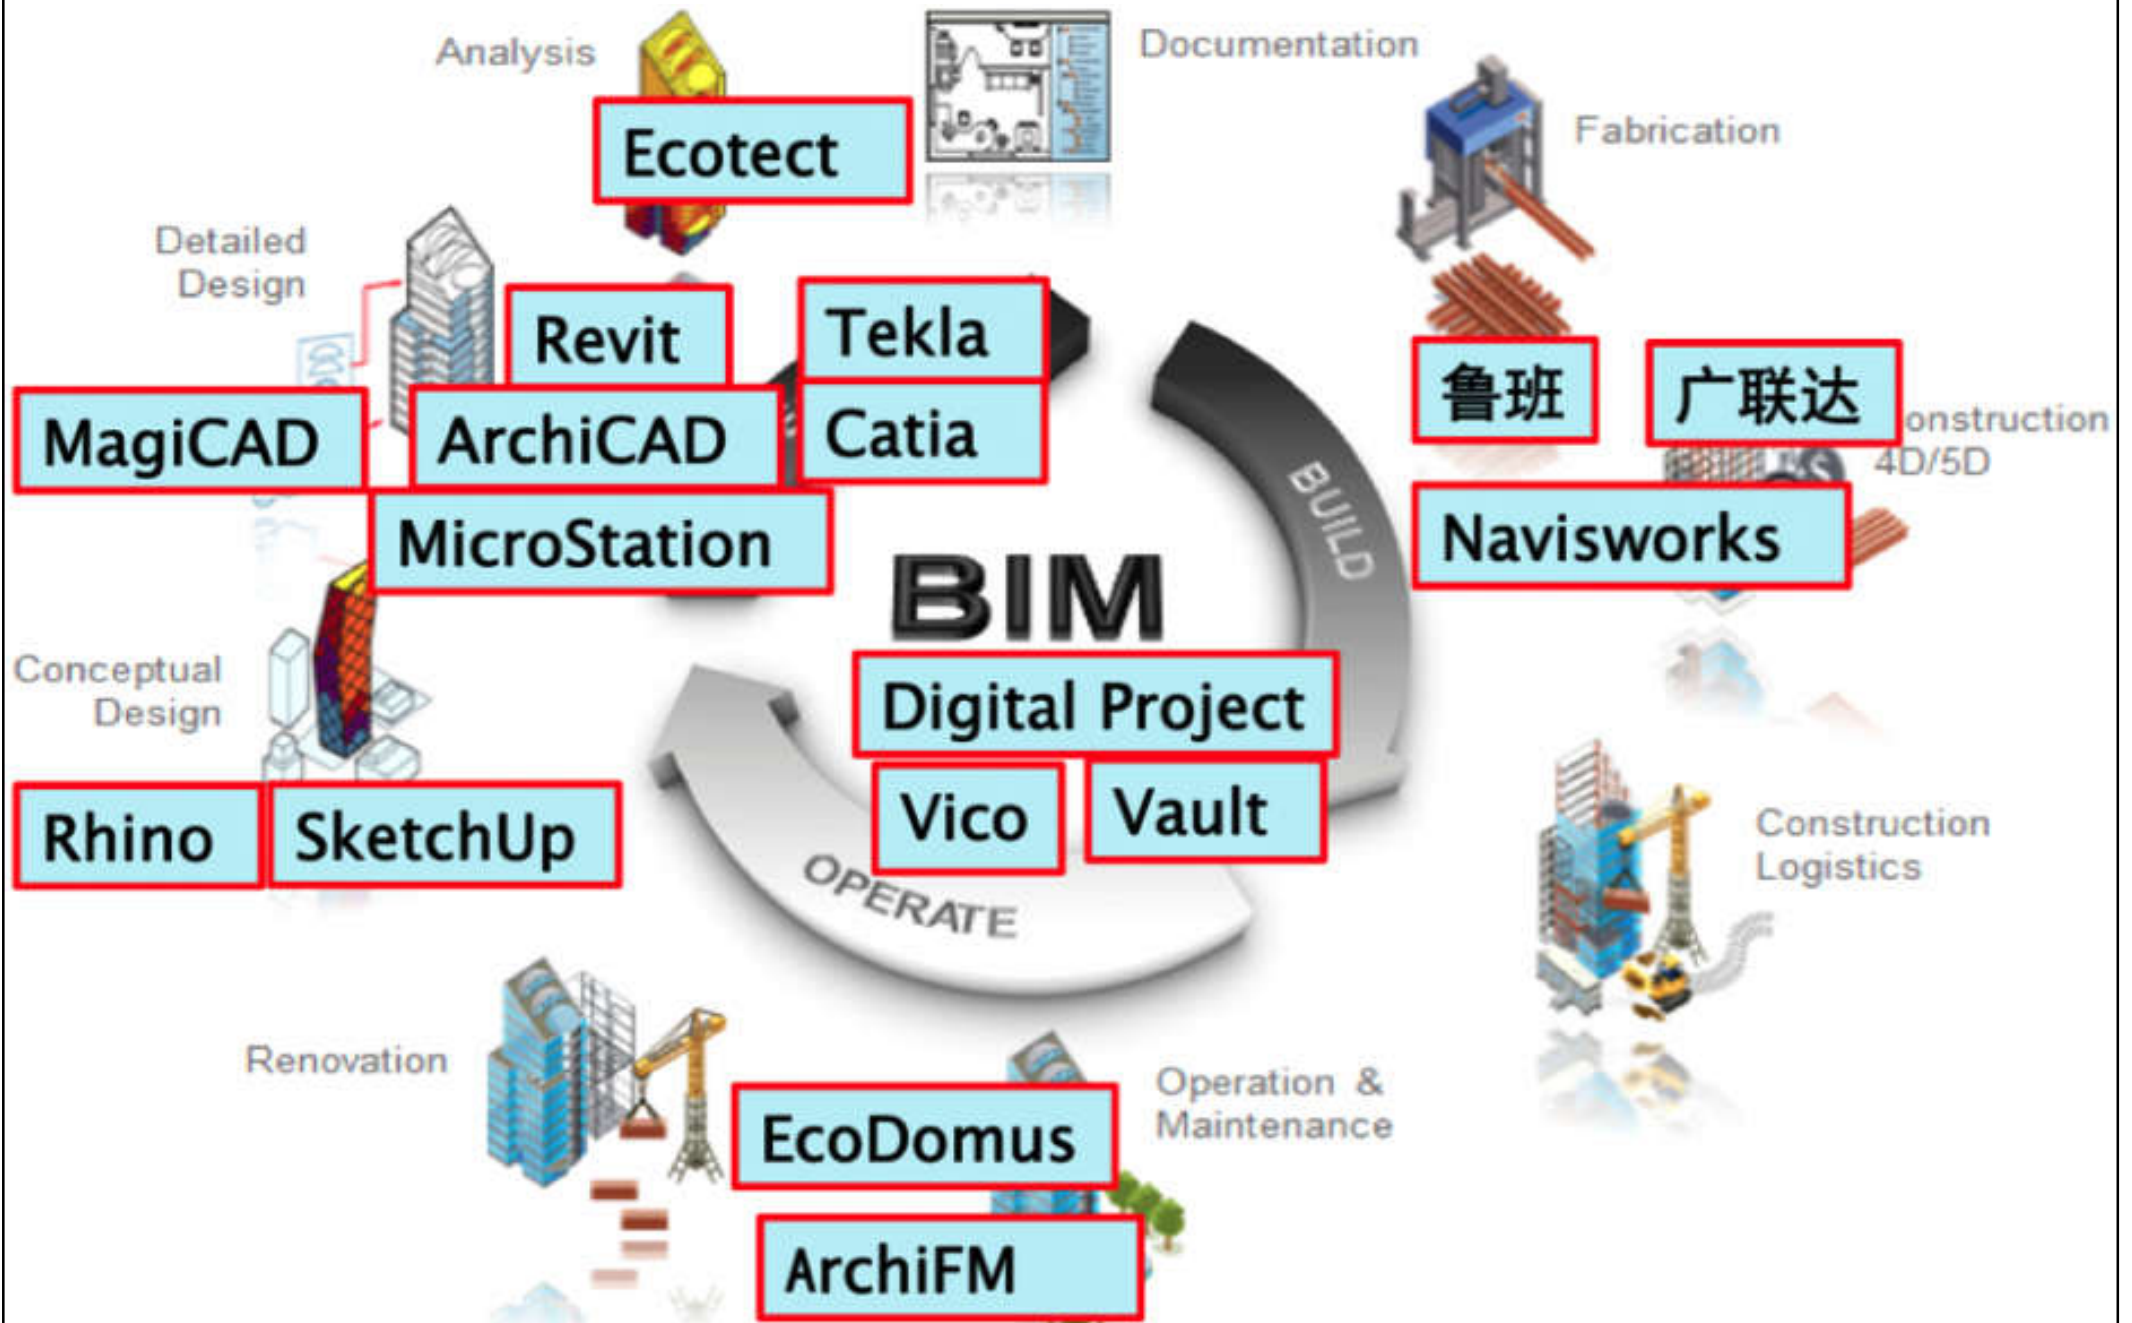 Analysis
Documentation
Fabrication
Ecotect
Detailed
Design
Revit
Tekla
MagiCAD
ArchiCAD
Catia
MicroStation
鲁班
广联达
onstruction
4D/5D
Navisworks
BUILD
BIM
Conceptual
Design
Digital Project
Vico
Vault
Rhino
SketchUp
OPERATE
Construction
Logistics
Renovation
Operation &
Maintenance
EcoDomus
ArchiFM